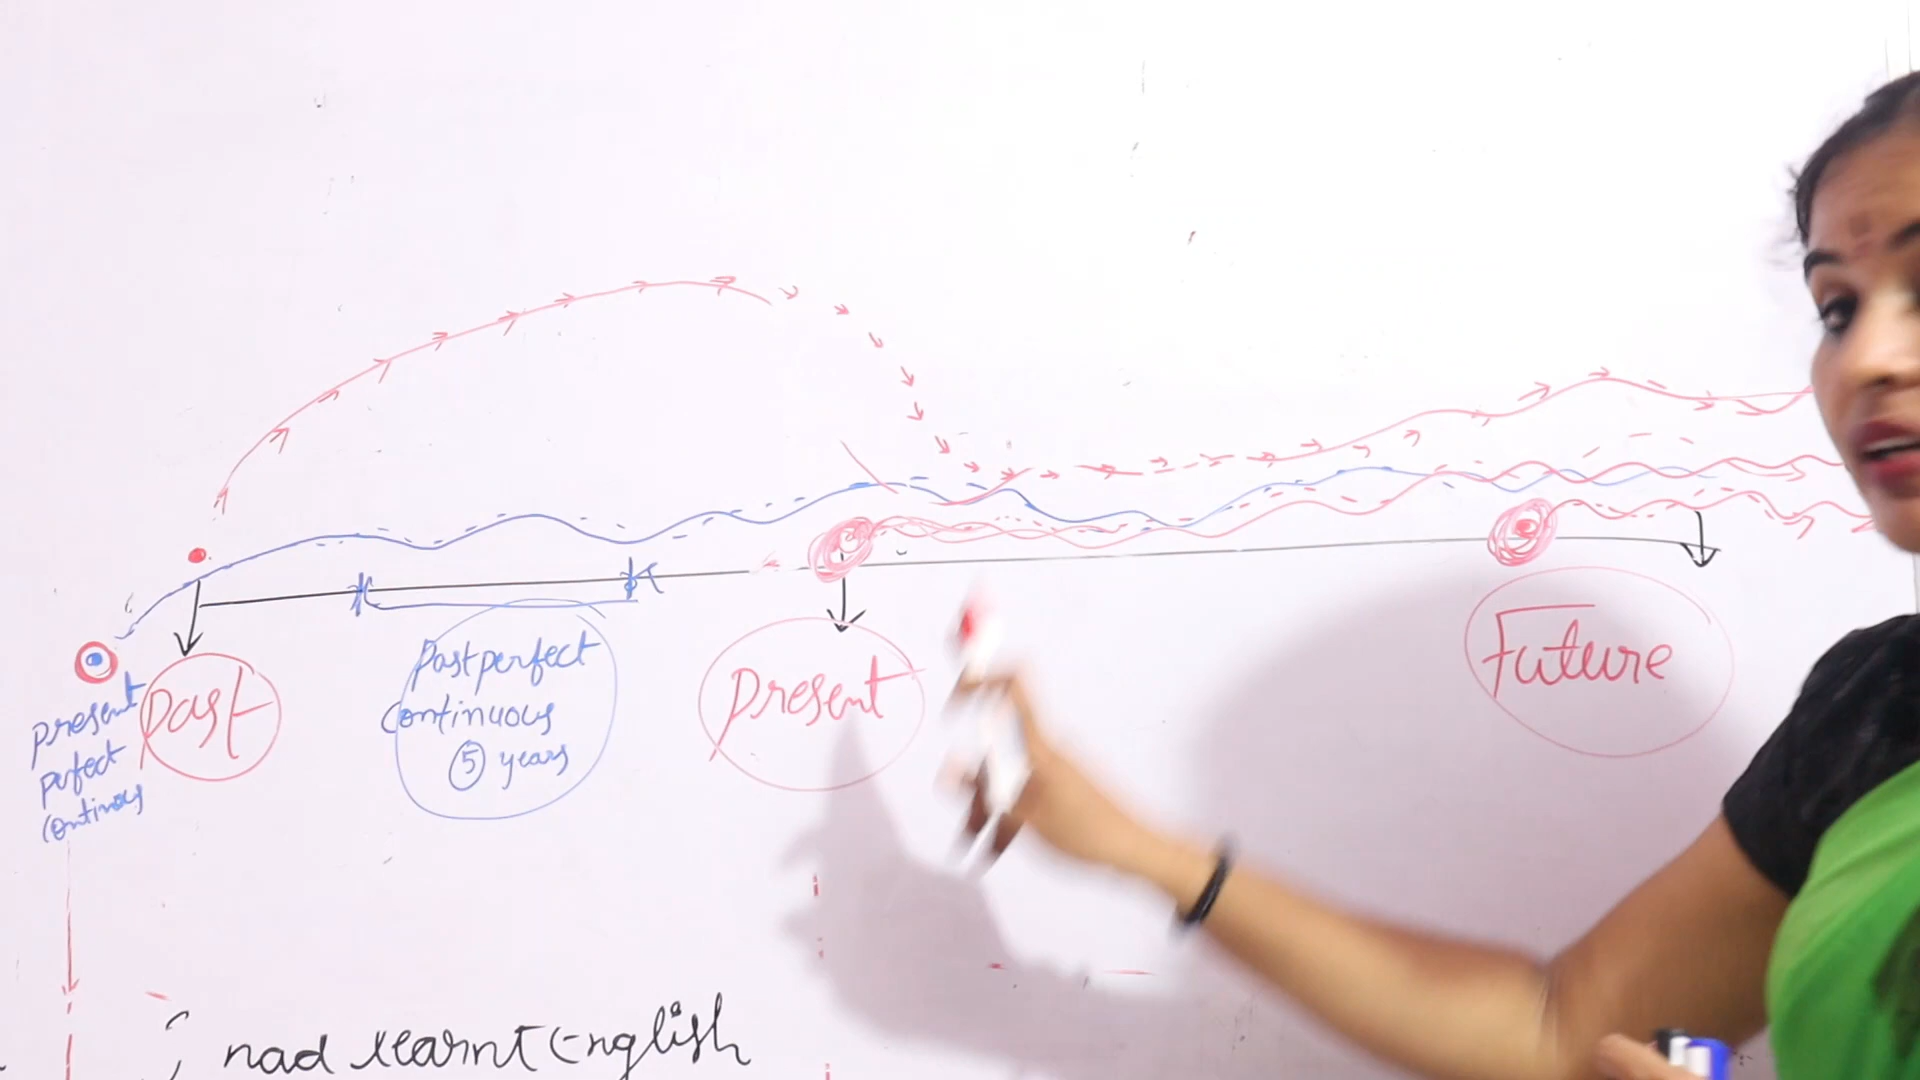 present
perfect
continuous
Past
Past perfect
continuous
5 years
Present
Future
had learnt English